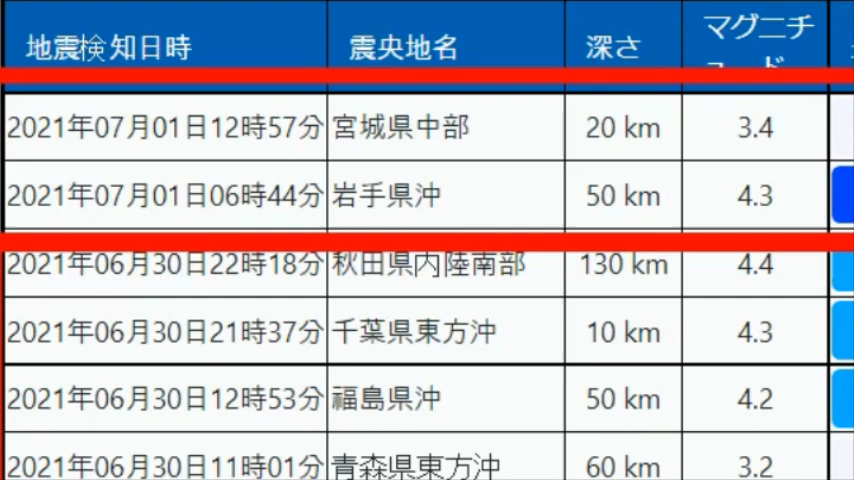 地震検知日時 震央地名 深さ マグニチュード
2021年07月01日12時57分 宮城県中部 20 km 3.4
2021年07月01日06時44分 岩手県沖 50 km 4.3
2021年06月30日22時18分 秋田県内陸南部 130 km 4.4
2021年06月30日21時37分 千葉県東方沖 10 km 4.3
2021年06月30日12時53分 福島県沖 50 km 4.2
2021年06月30日11時01分 青森県東方沖 60 km 3.2